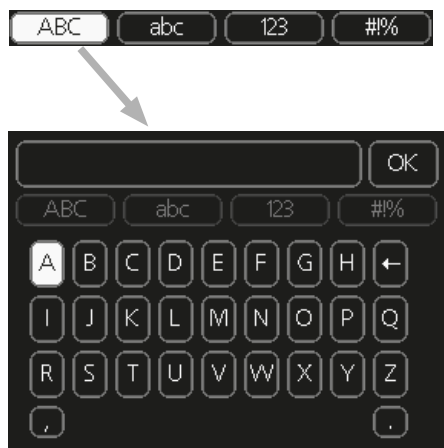 ABC abc 123 #!%
OK
ABC abc 123 #!%
A B C D E F G H ←
I J K L M N O P Q
R S T U V W X Y Z
, .